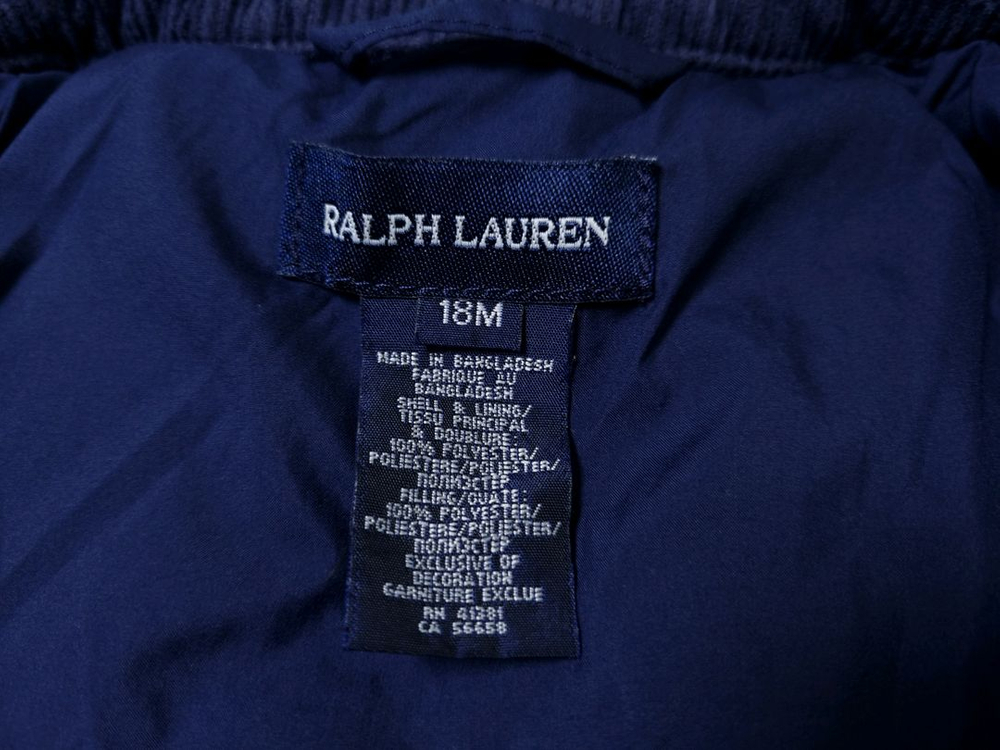 RALPH LAUREN
18M
MADE IN BANGLADESH
FABRIQUE AU
BANGLADESH
SHELL & LINING/
TISSU PRINCIPAL
& DOUBLURE:
100% POLYESTER/
POLIESTERE/POLIESTER/
ПОЛИЭСТЕР
FILLING/OUATE:
100% POLYESTER/
POLIESTERE/POLIESTER/
ПОЛИЭСТЕР
EXCLUSIVE OF
DECORATION
GARNITURE EXCLUE
RN 41381
CA 56658